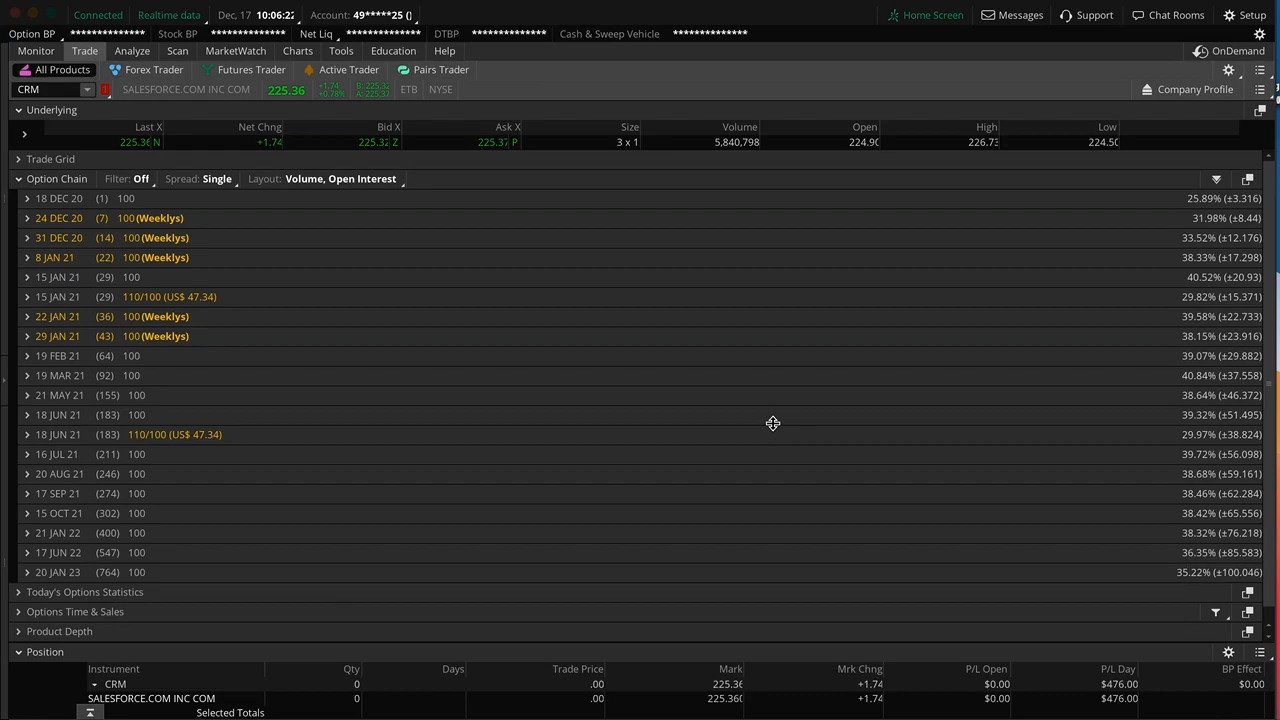 Connected Realtime data Dec, 17 10:06:22 Account: 49*****25 () Home Screen Messages Support Chat Rooms Setup
Option BP ************** Stock BP ************** Net Liq ************** DTBP ************** Cash & Sweep Vehicle **************
Monitor Trade Analyze Scan MarketWatch Charts Tools Education Help OnDemand
All Products Forex Trader Futures Trader Active Trader Pairs Trader
CRM 1 SALESFORCE.COM INC COM 225.36 +1.74 +0.78% B: 225.32 A: 225.37 ETB NYSE Company Profile
Underlying
Last X Net Chng Bid X Ask X Size Volume Open High Low
225.36 N +1.74 225.32 Z 225.37 P 3 x 1 5,840,798 224.90 226.73 224.50
Trade Grid
Option Chain Filter: Off Spread: Single Layout: Volume, Open Interest
18 DEC 20 (1) 100 25.89% (±3.316)
24 DEC 20 (7) 100 (Weeklys) 31.98% (±8.44)
31 DEC 20 (14) 100 (Weeklys) 33.52% (±12.176)
8 JAN 21 (22) 100 (Weeklys) 38.33% (±17.298)
15 JAN 21 (29) 100 40.52% (±20.93)
15 JAN 21 (29) 110/100 (US$ 47.34) 29.82% (±15.371)
22 JAN 21 (36) 100 (Weeklys) 39.58% (±22.733)
29 JAN 21 (43) 100 (Weeklys) 38.15% (±23.916)
19 FEB 21 (64) 100 39.07% (±29.882)
19 MAR 21 (92) 100 40.84% (±37.558)
21 MAY 21 (155) 100 38.64% (±46.372)
18 JUN 21 (183) 100 39.32% (±51.495)
18 JUN 21 (183) 110/100 (US$ 47.34) 29.97% (±38.824)
16 JUL 21 (211) 100 39.72% (±56.098)
20 AUG 21 (246) 100 38.68% (±59.161)
17 SEP 21 (274) 100 38.46% (±62.284)
15 OCT 21 (302) 100 38.42% (±65.556)
21 JAN 22 (400) 100 38.32% (±76.218)
17 JUN 22 (547) 100 36.35% (±85.583)
20 JAN 23 (764) 100 35.22% (±100.046)
Today's Options Statistics
Options Time & Sales
Product Depth
Position
Instrument Qty Days Trade Price Mark Mrk Chng P/L Open P/L Day BP Effect
CRM 0 .00 225.36 +1.74 $0.00 $476.00 $0.00
SALESFORCE.COM INC COM 0 .00 225.360 +1.74 $0.00 $476.00
Selected Totals